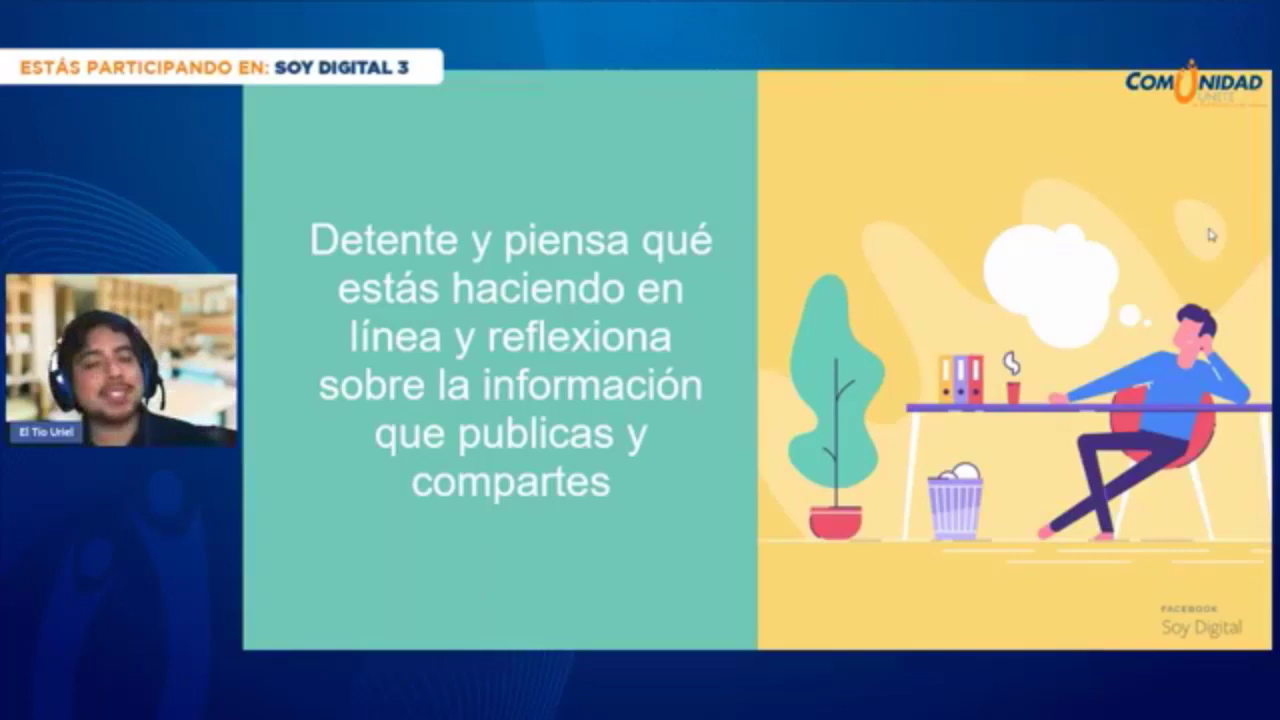 ESTÁS PARTICIPANDO EN: SOY DIGITAL 3
COMUNIDAD
ÚNETE
Detente y piensa qué
estás haciendo en
línea y reflexiona
sobre la información
que publicas y
compartes
El Tío Uriel
FACEBOOK
Soy Digital